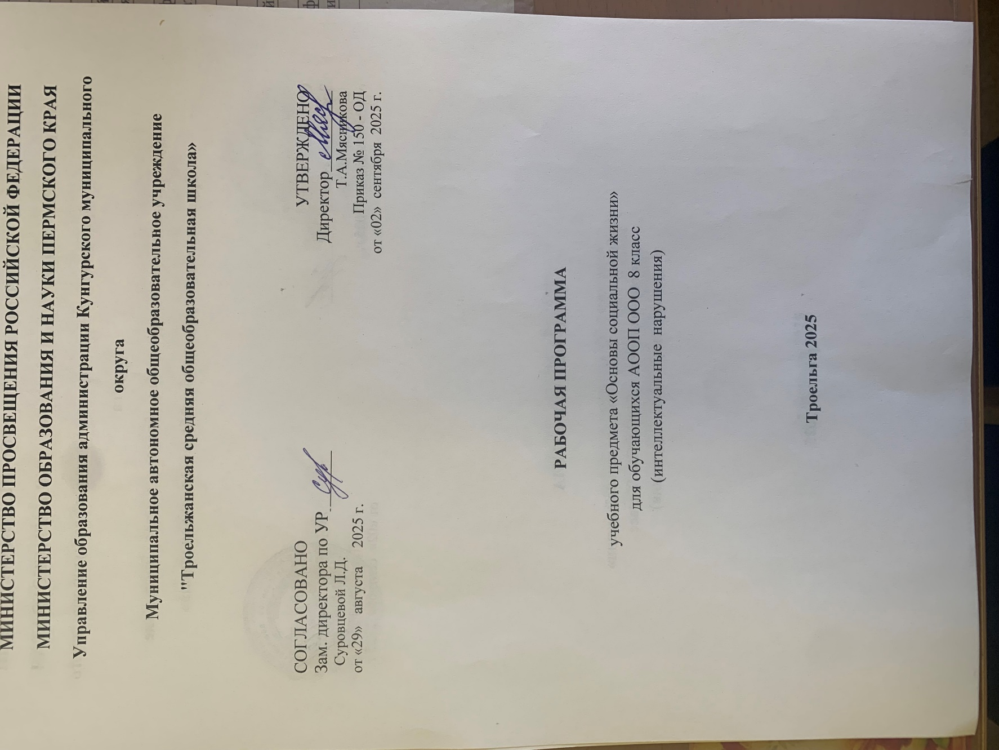 МИНИСТЕРСТВО ПРОСВЕЩЕНИЯ РОССИЙСКОЙ ФЕДЕРАЦИИ
МИНИСТЕРСТВО ОБРАЗОВАНИЯ И НАУКИ ПЕРМСКОГО КРАЯ
Управление образования администрации Кунгурского муниципального
округа
Муниципальное автономное общеобразовательное учреждение
"Троельжанская средняя общеобразовательная школа»
СОГЛАСОВАНО
Зам. директора по УР
Суровцевой Л.Д.
от «29» августа 2025 г.
УТВЕРЖДЕНО
Директор
Т.А.Мясникова
Приказ № 150 - ОД
от «02» сентября 2025 г.
РАБОЧАЯ ПРОГРАММА
учебного предмета «Основы социальной жизни»
для обучающихся АООП ООО 8 класс
(интеллектуальные нарушения)
Троельга 2025